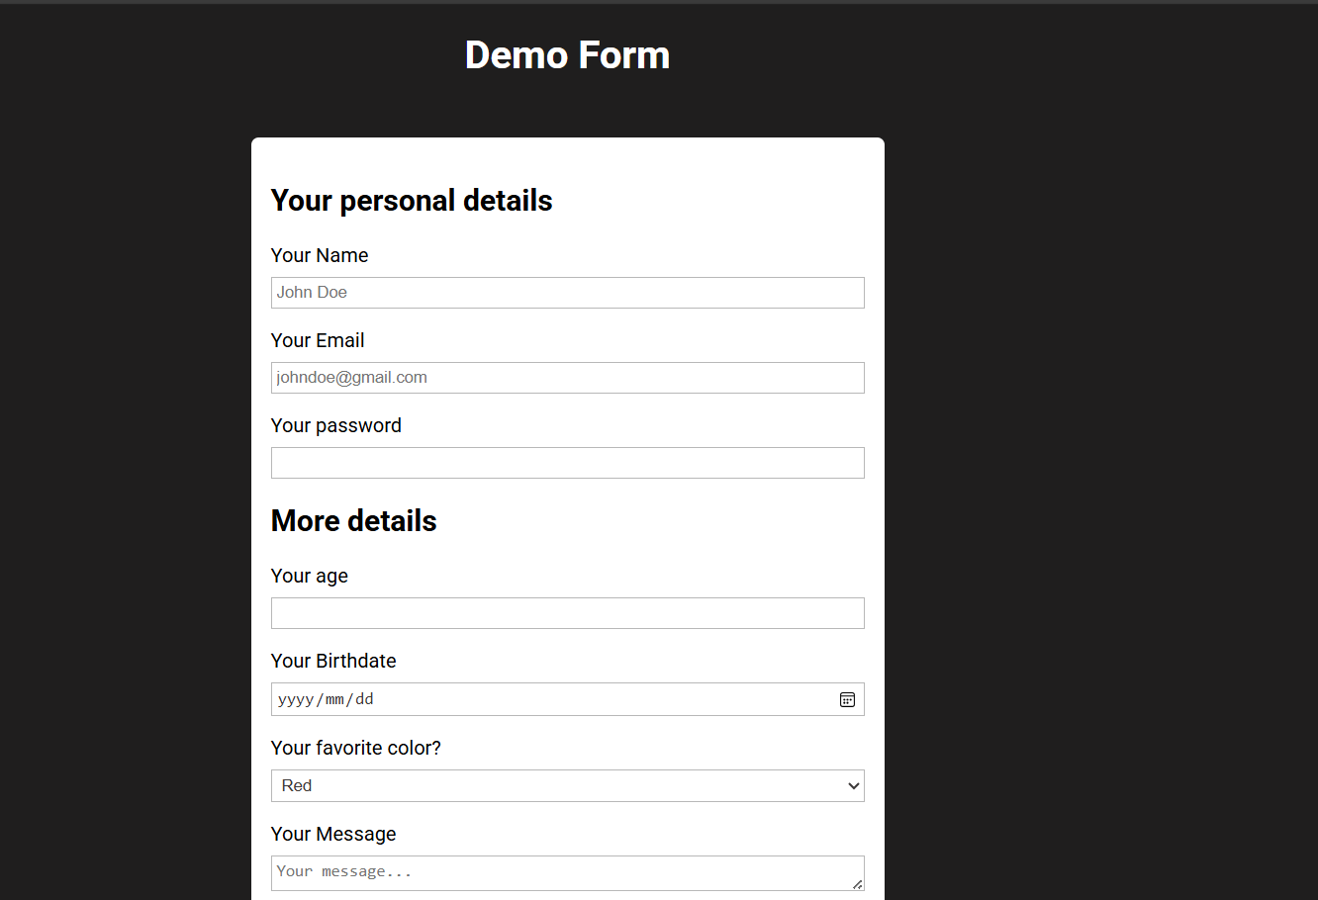 Demo Form
Your personal details
Your Name
John Doe
Your Email
johndoe@gmail.com
Your password
More details
Your age
Your Birthdate
yyyy/mm/dd
Your favorite color?
Red
Your Message
Your message...